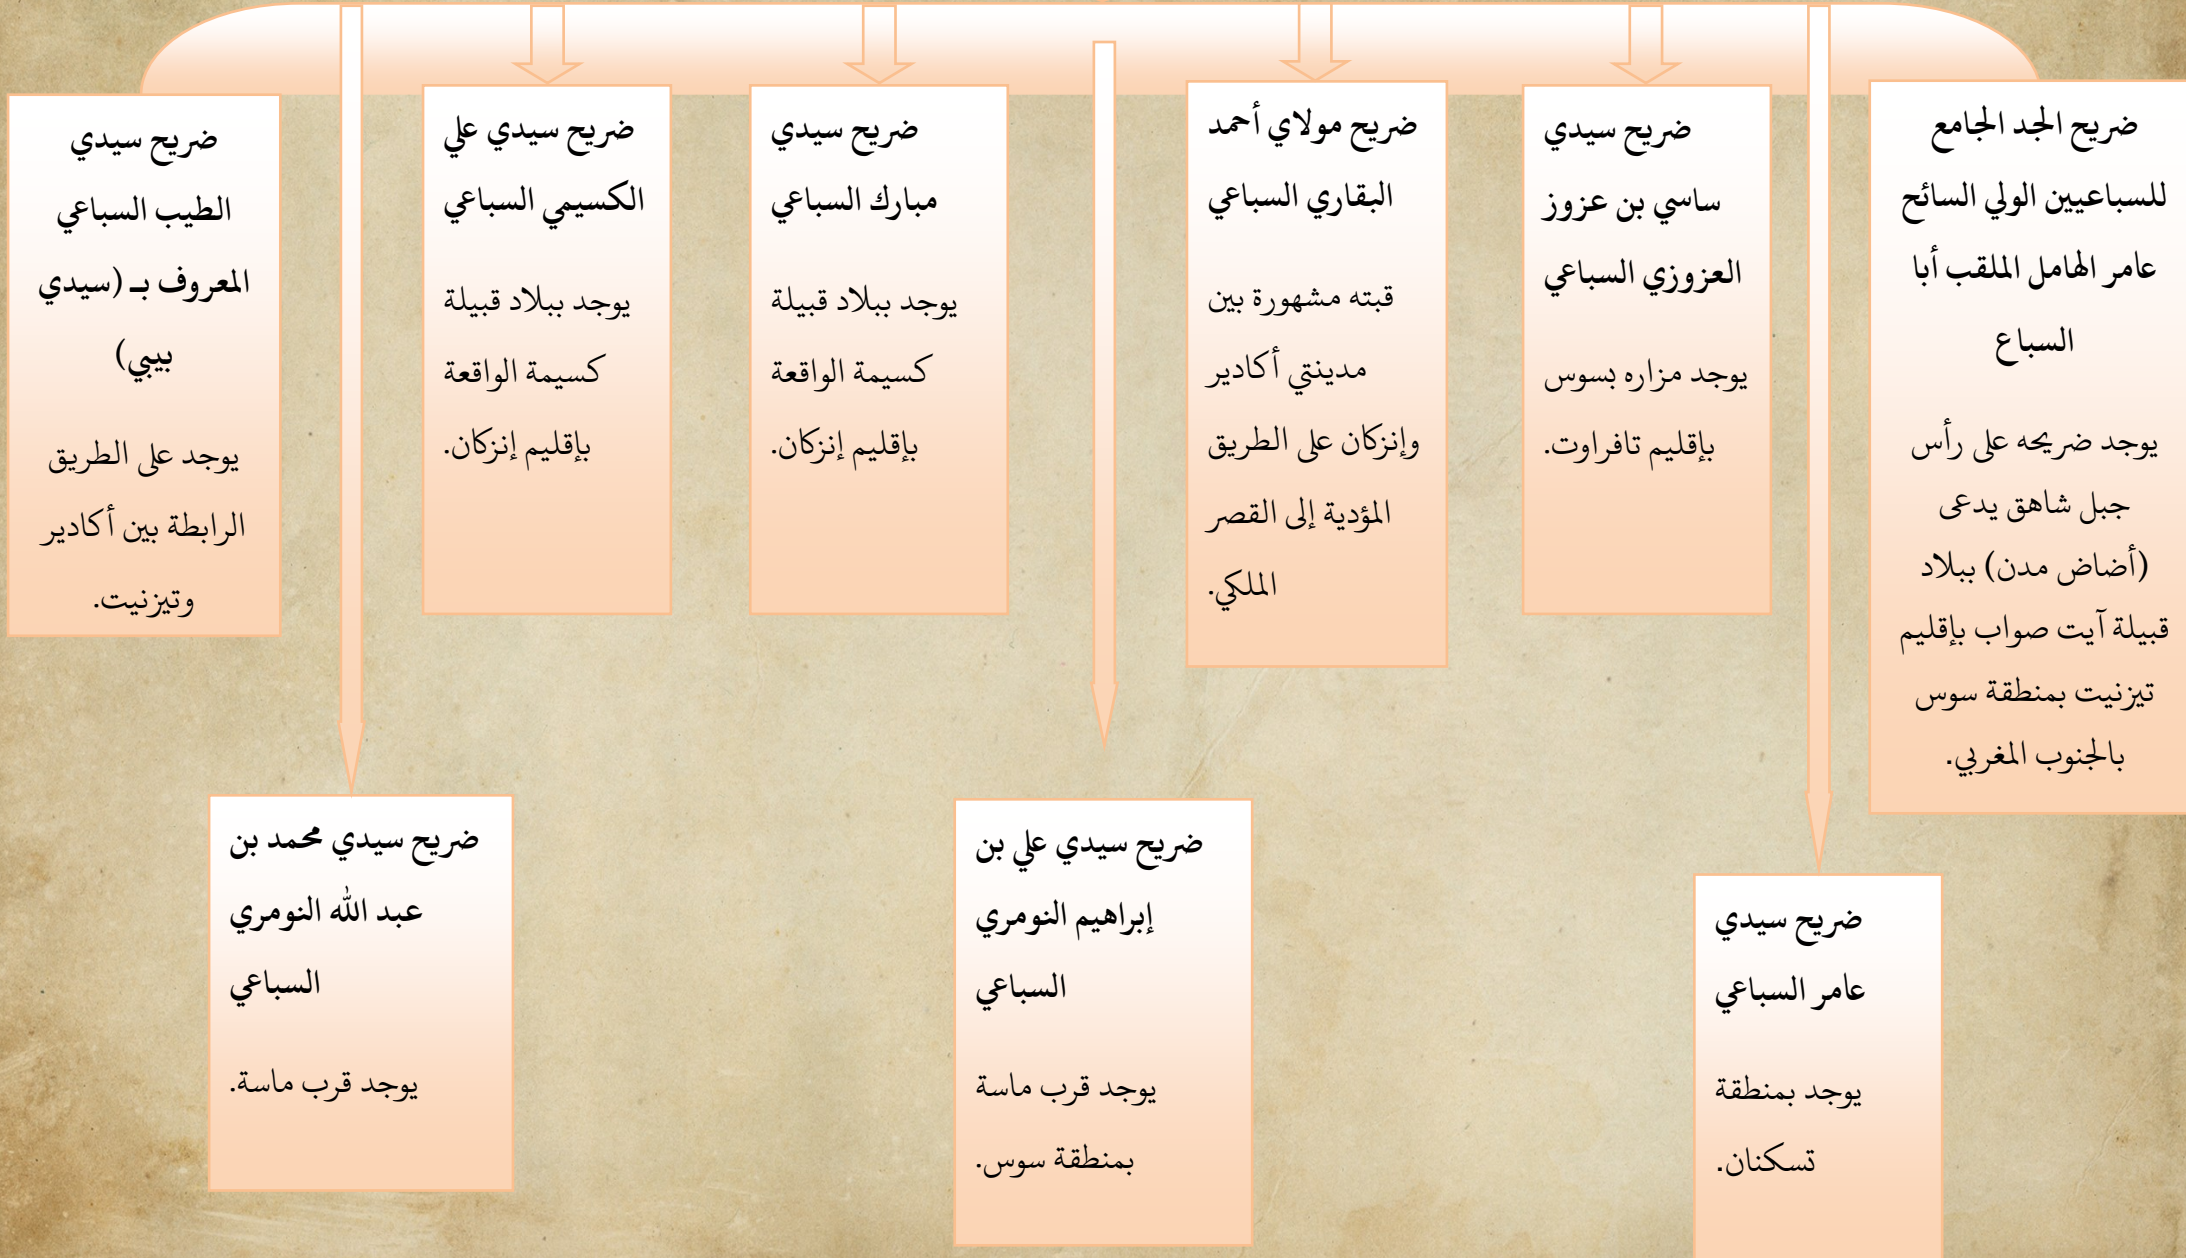 ضريح الجد الجامع
للسباعيين الولي السائح
عامر الهامل الملقب أبا
السباع
يوجد ضريحه على رأس
جبل شاهق يدعى
(أضاض مدن) ببلاد
قبيلة آيت صواب بإقليم
تيزنيت بمنطقة سوس
بالجنوب المغربي.
ضريح سيدي
ساسي بن عزوز
العزوزي السباعي
يوجد مزاره بسوس
بإقليم تافراوت.
ضريح مولاي أحمد
البقاري السباعي
قبته مشهورة بين
مدينتي أكادير
وإنزكان على الطريق
المؤدية إلى القصر
الملكي.
ضريح سيدي
مبارك السباعي
يوجد ببلاد قبيلة
كسيمة الواقعة
بإقليم إنزكان.
ضريح سيدي علي
الكسيمي السباعي
يوجد ببلاد قبيلة
كسيمة الواقعة
بإقليم إنزكان.
ضريح سيدي
الطيب السباعي
المعروف بـ (سيدي
بيبي)
يوجد على الطريق
الرابطة بين أكادير
وتيزنيت.
ضريح سيدي
عامر السباعي
يوجد بمنطقة
تسكنان.
ضريح سيدي علي بن
إبراهيم النومري
السباعي
يوجد قرب ماسة
بمنطقة سوس.
ضريح سيدي محمد بن
عبد الله النومري
السباعي
يوجد قرب ماسة.